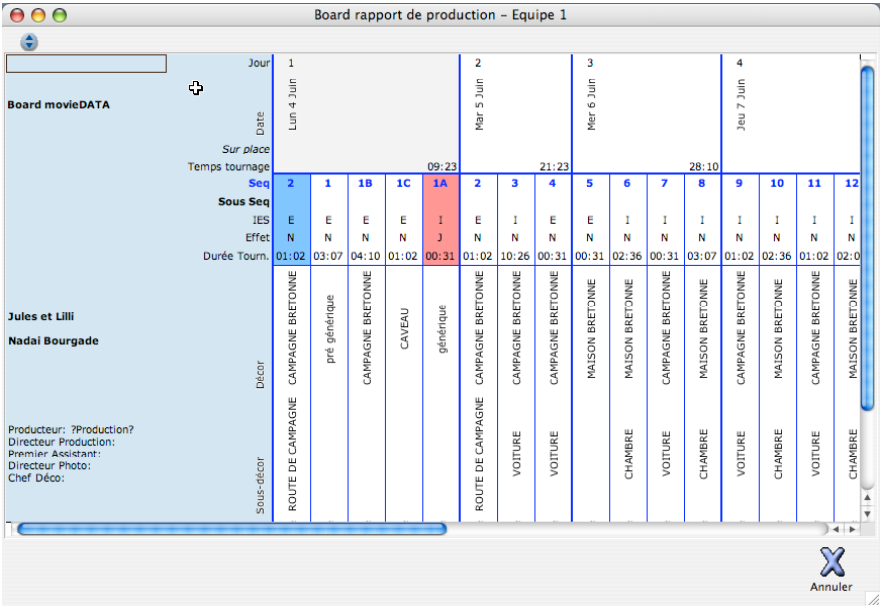 Board rapport de production – Equipe 1
Jour 1 2 3 4
Board movieDATA
Date Lun 4 Juin Mar 5 Juin Mer 6 Juin Jeu 7 Juin
Sur place
Temps tournage 09:23 21:23 28:10
Seq 2 1 1B 1C 1A 2 3 4 5 6 7 8 9 10 11 12
Sous Seq
IES E E E E I E I E E I I I I I I I
Effet N N N N J N N N N N N N N N N N
Durée Tourn. 01:02 03:07 04:10 01:02 00:31 01:02 10:26 00:31 00:31 02:36 00:31 03:07 01:02 02:36 01:02 02:0
Jules et Lilli
Nadai Bourgade
Décor CAMPAGNE BRETONNE pré générique CAMPAGNE BRETONNE CAVEAU générique CAMPAGNE BRETONNE CAMPAGNE BRETONNE CAMPAGNE BRETONNE MAISON BRETONNE MAISON BRETONNE CAMPAGNE BRETONNE MAISON BRETONNE CAMPAGNE BRETONNE MAISON BRETONNE CAMPAGNE BRETONNE MAISON BRETONNE
Producteur: ?Production?
Directeur Production:
Premier Assistant:
Directeur Photo:
Chef Déco:
Sous-décor ROUTE DE CAMPAGNE ROUTE DE CAMPAGNE VOITURE VOITURE CHAMBRE VOITURE CHAMBRE VOITURE CHAMBRE VOITURE CHAMBRE
Annuler